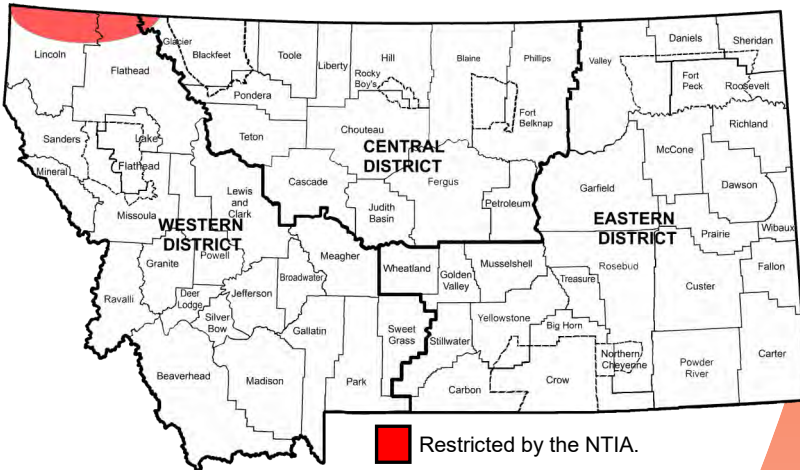 Lincoln
Flathead
Glacier
Blackfeet
Toole
Liberty
Hill
Rocky
Boy's
Blaine
Phillips
Valley
Daniels
Sheridan
Fort
Peck
Roosevelt
Pondera
Teton
Chouteau
Fort
Belknap
Richland
Sanders
Lake
Flathead
Mineral
Missoula
Lewis
and
Clark
Cascade
CENTRAL
DISTRICT
Fergus
Judith
Basin
Petroleum
Garfield
McCone
Dawson
Wibaux
Prairie
EASTERN
DISTRICT
WESTERN
DISTRICT
Powell
Granite
Ravalli
Deer
Lodge
Silver
Bow
Jefferson
Broadwater
Meagher
Wheatland
Golden
Valley
Musselshell
Treasure
Rosebud
Custer
Fallon
Gallatin
Sweet
Grass
Stillwater
Yellowstone
Big Horn
Northern
Cheyenne
Powder
River
Carter
Beaverhead
Madison
Park
Carbon
Crow
Restricted by the NTIA.